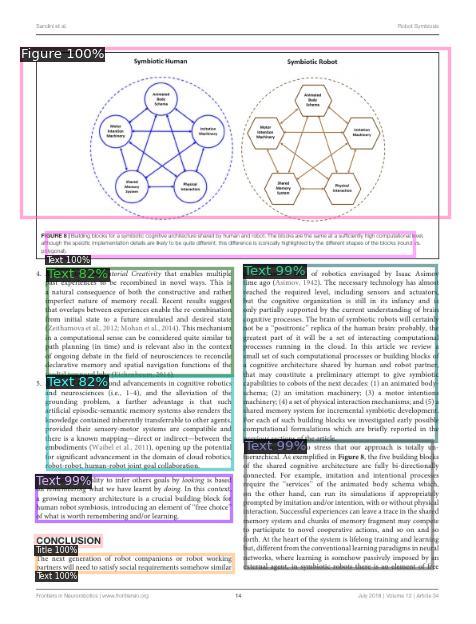 Sandini et al.
Robot Symbiosis
Figure 100%
Symbiotic Human
Symbiotic Robot
Animated Body Schema
Motor Intention Machinery
Imitation Machinery
Shared Memory System
Physical Interaction
Animated Body Schema
Motor Intention Machinery
Imitation Machinery
Shared Memory System
Physical Interaction
FIGURE 8 | Building blocks for a symbiotic cognitive architecture shared by human and robot. The blocks are the same at a sufficiently high computational level,
although the specific implementation details are likely to be quite different; this difference is iconically highlighted by the different shapes of the blocks (round vs.
polygonal).
Text 100%
4.
Text 82%
Creativity that enables multiple
past experiences to be recombined in novel ways. This is
a natural consequence of both the constructive and rather
imperfect nature of memory recall. Recent results suggest
that overlaps between experiences enable the re-combination
from initial state to a future simulated and desired state
(Zeithamova et al., 2012; Mohan et al., 2014). This mechanism
in a computational sense can be considered quite similar to
path planning (in time) and is relevant also in the context
of ongoing debate in the field of neurosciences to reconcile
declarative memory and spatial navigation functions of the
5.
Text 82%
and advancements in cognitive robotics
and neurosciences (i.e., 1–4), and the alleviation of the
grounding problem, a further advantage is that such
artificial episodic-semantic memory systems also renders the
knowledge contained inherently transferable to other agents,
provided their sensory-motor systems are compatible and
there is a known mapping—direct or indirect—between the
embodiments (Waibel et al., 2011), opening up the potential
for significant advancement in the domain of cloud robotics,
robot-robot, human-robot joint goal collaboration.
Text 99%
to infer others goals by looking is based
what we have learnt by doing. In this context,
a growing memory architecture is a crucial building block for
human robot symbiosis, introducing an element of "free choice"
of what is worth remembering and/or learning.
CONCLUSION
Title 100%
The next generation of robot companions or robot working
partners will need to satisfy social requirements somehow similar
Text 100%
Text 99%
of robotics envisaged by Isaac Asimov
time ago (Asimov, 1942). The necessary technology has almost
reached the required level, including sensors and actuators,
but the cognitive organization is still in its infancy and is
only partially supported by the current understanding of brain
cognitive processes. The brain of symbiotic robots will certainly
not be a "positronic" replica of the human brain: probably, the
greatest part of it will be a set of interacting computational
processes running in the cloud. In this article we review a
small set of such computational processes or building blocks of
a cognitive architecture shared by human and robot partner,
that may constitute a preliminary attempt to give symbiotic
capabilities to robots of the next decades: (1) an animated body-
schema; (2) an imitation machinery; (3) a motor intentions
machinery; (4) a set of physical interaction mechanisms; and (5) a
shared memory system for incremental symbiotic development.
For each of such building blocks we investigated early possible
computational formulations which are briefly reported in the
previous sections of the article.
Text 99%
stress that our approach is totally un-
hierarchical. As exemplified in Figure 8, the five building blocks
of the shared cognitive architecture are fully bi-directionally
connected. For example, imitation and intentional processes
require the "services" of the animated body schema which,
on the other hand, can run its simulations if appropriately
prompted by imitation and/or intention, with or without physical
interaction. Successful experiences can leave a trace in the shared
memory system and chunks of memory fragment may compete
to participate to novel cooperative actions, and so on and on.
At the heart of the system is lifelong training and learning
but, different from the conventional learning paradigms in neural
networks, where learning is somehow passively imposed by an
external agent, in symbiotic robots there is an element of free
Frontiers in Neurorobotics | www.frontiersin.org
14
July 2018 | Volume 12 | Article 34